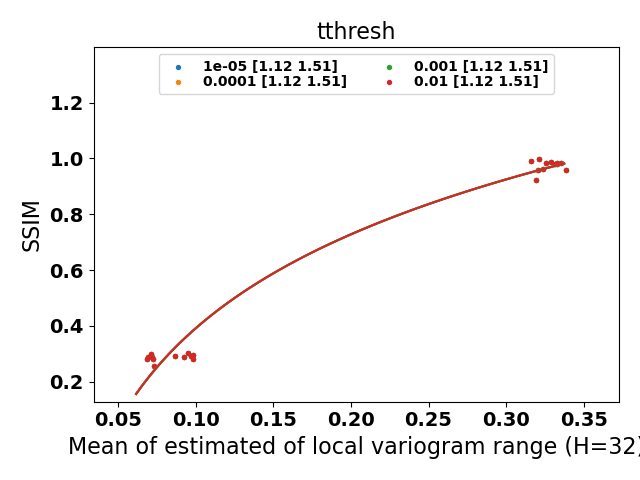 tthresh
1e-05 [1.12 1.51]
0.0001 [1.12 1.51]
0.001 [1.12 1.51]
0.01 [1.12 1.51]
SSIM
1.2
1.0
0.8
0.6
0.4
0.2
0.05 0.10 0.15 0.20 0.25 0.30 0.35
Mean of estimated of local variogram range (H=32)